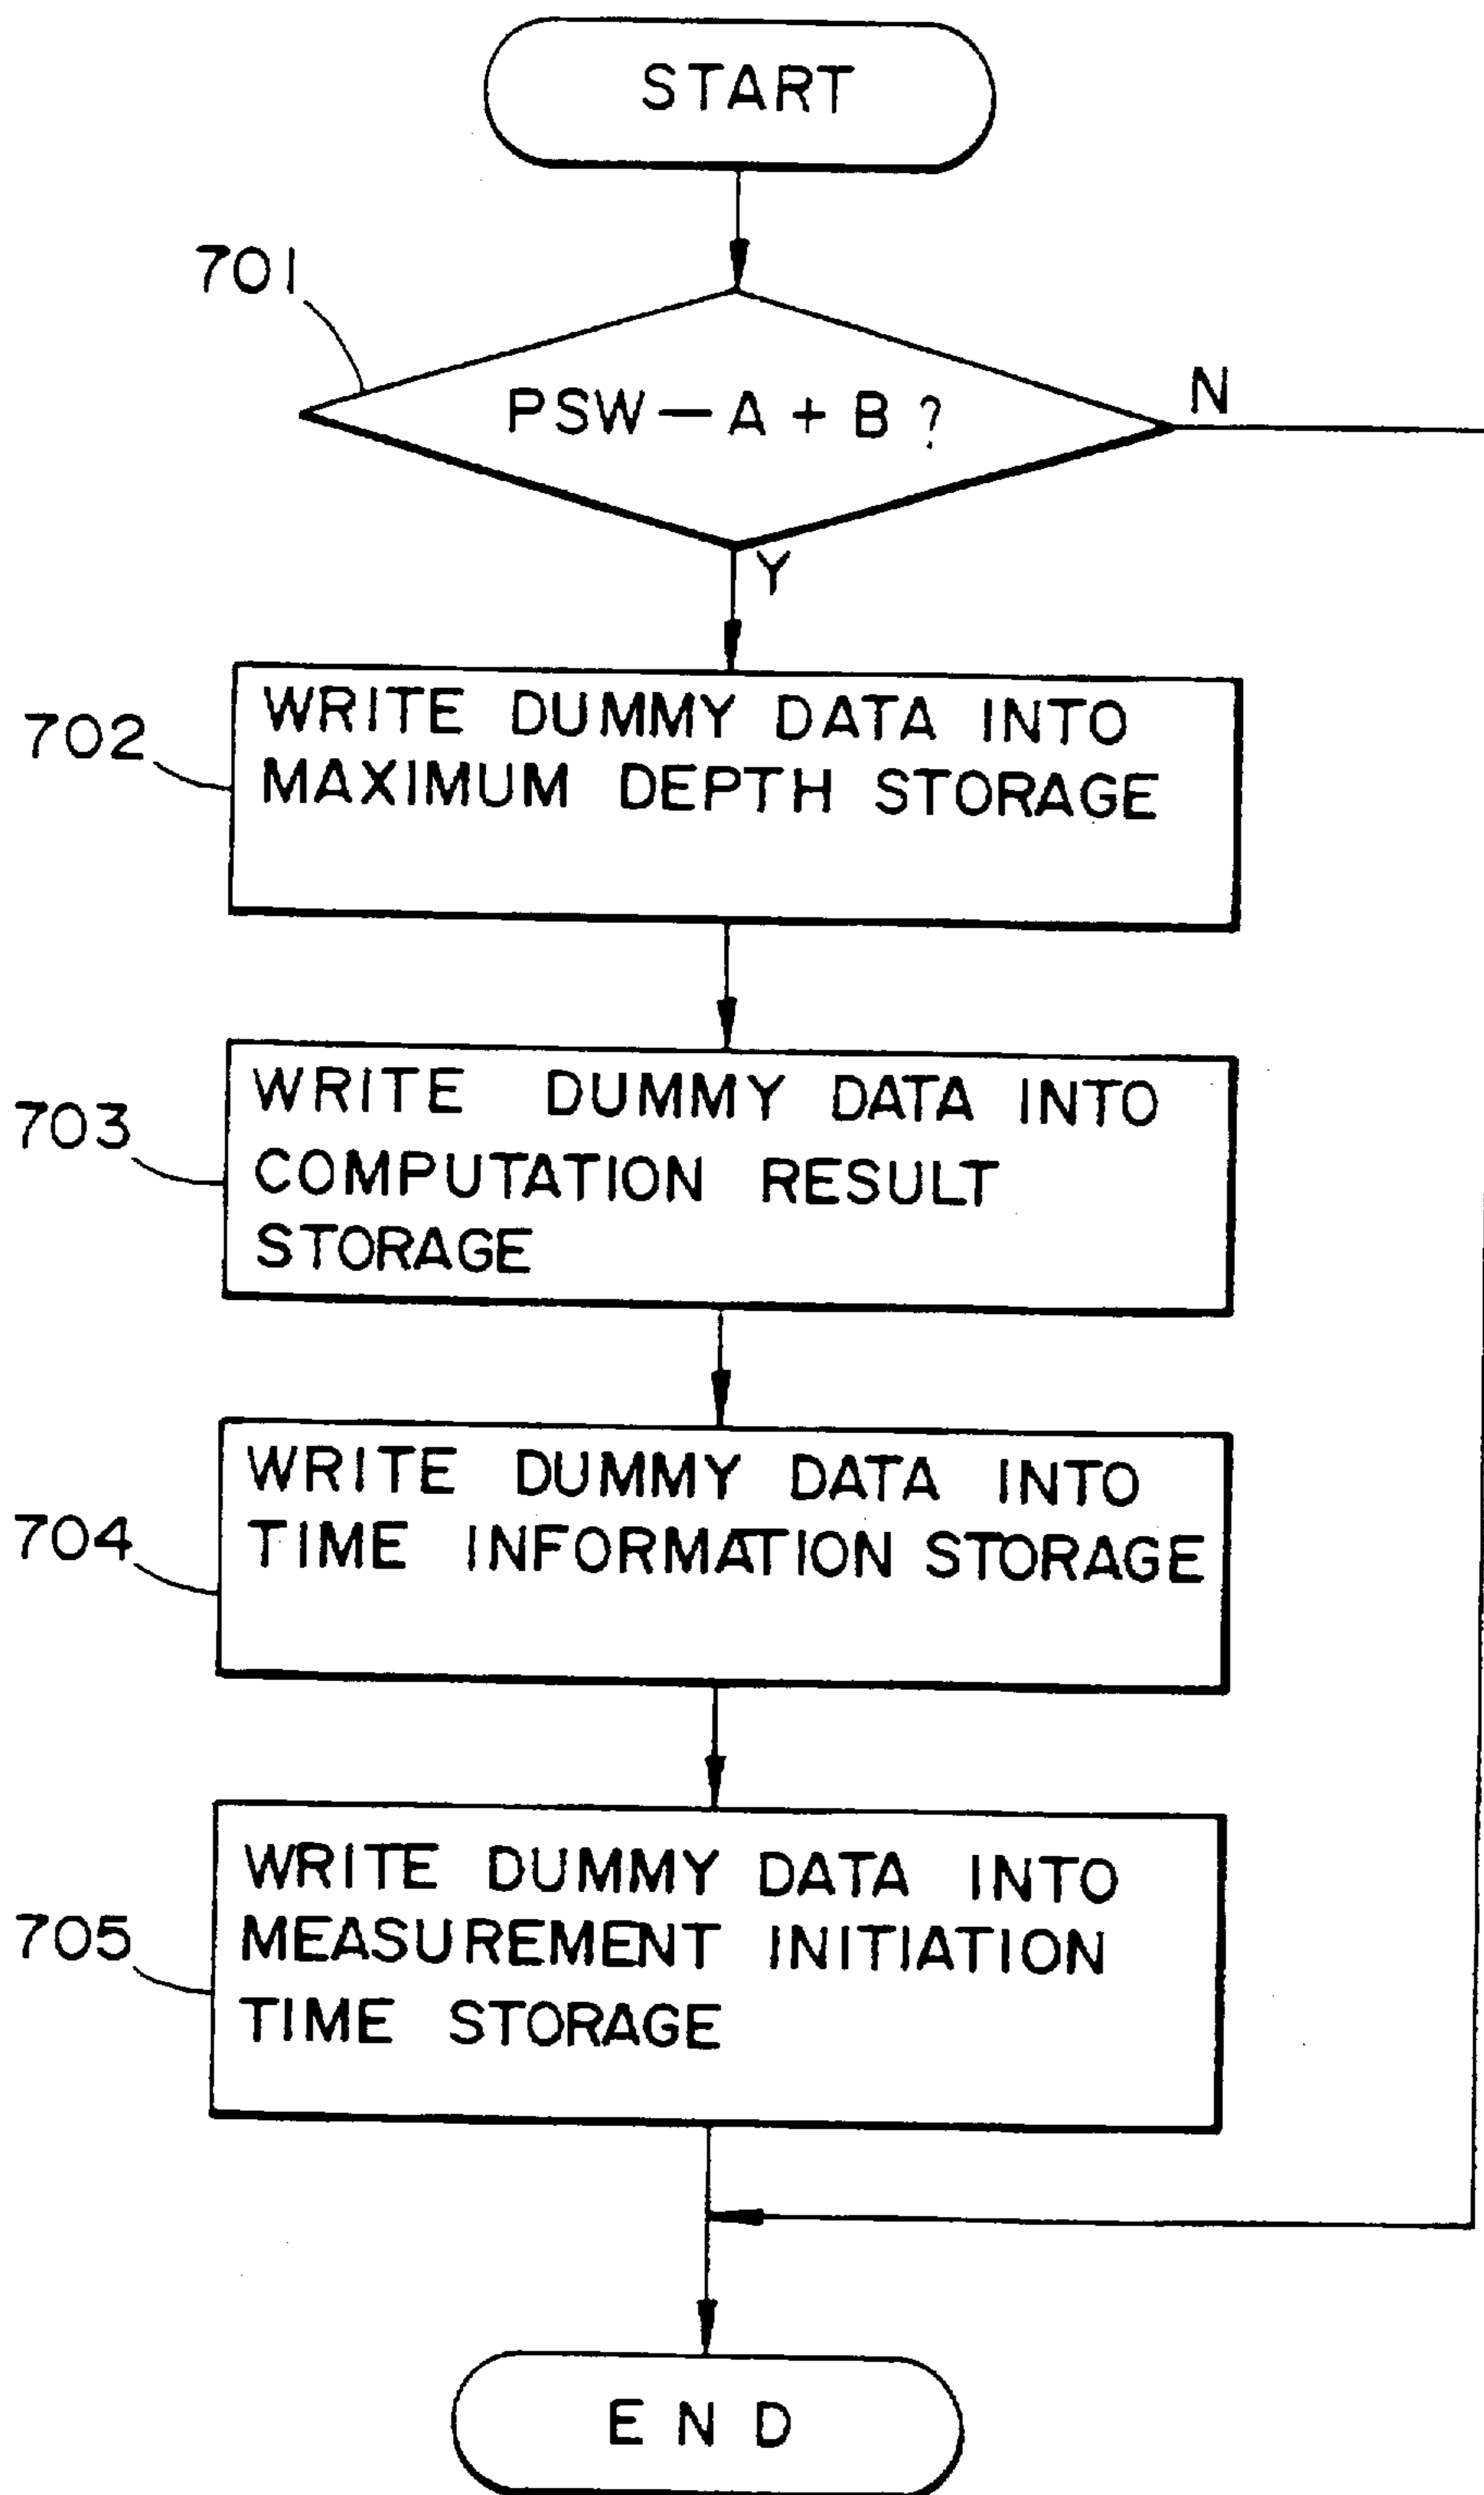 START
701
PSW—A + B ?
N
Y
702
WRITE DUMMY DATA INTO
MAXIMUM DEPTH STORAGE
703
WRITE DUMMY DATA INTO
COMPUTATION RESULT
STORAGE
704
WRITE DUMMY DATA INTO
TIME INFORMATION STORAGE
705
WRITE DUMMY DATA INTO
MEASUREMENT INITIATION
TIME STORAGE
END